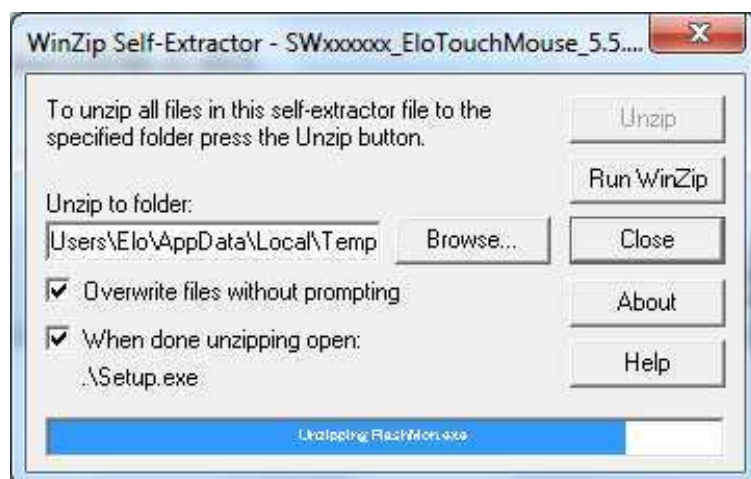 WinZip Self-Extractor - SWxxxxxx_EloTouchMouse_5.5....
To unzip all files in this self-extractor file to the
specified folder press the Unzip button.
Unzip
Run WinZip
Unzip to folder:
Users\Elo\AppData\Local\Temp
Browse...
Close
Overwrite files without prompting
About
When done unzipping open:
.\Setup.exe
Help
Unzipping FlashMon.exe